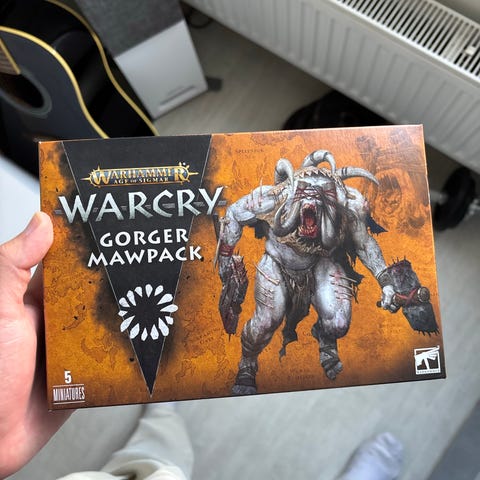 WARHAMMER
AGE OF SIGMAR
WARCRY
GORGER
MAWPACK
5
MINIATURES